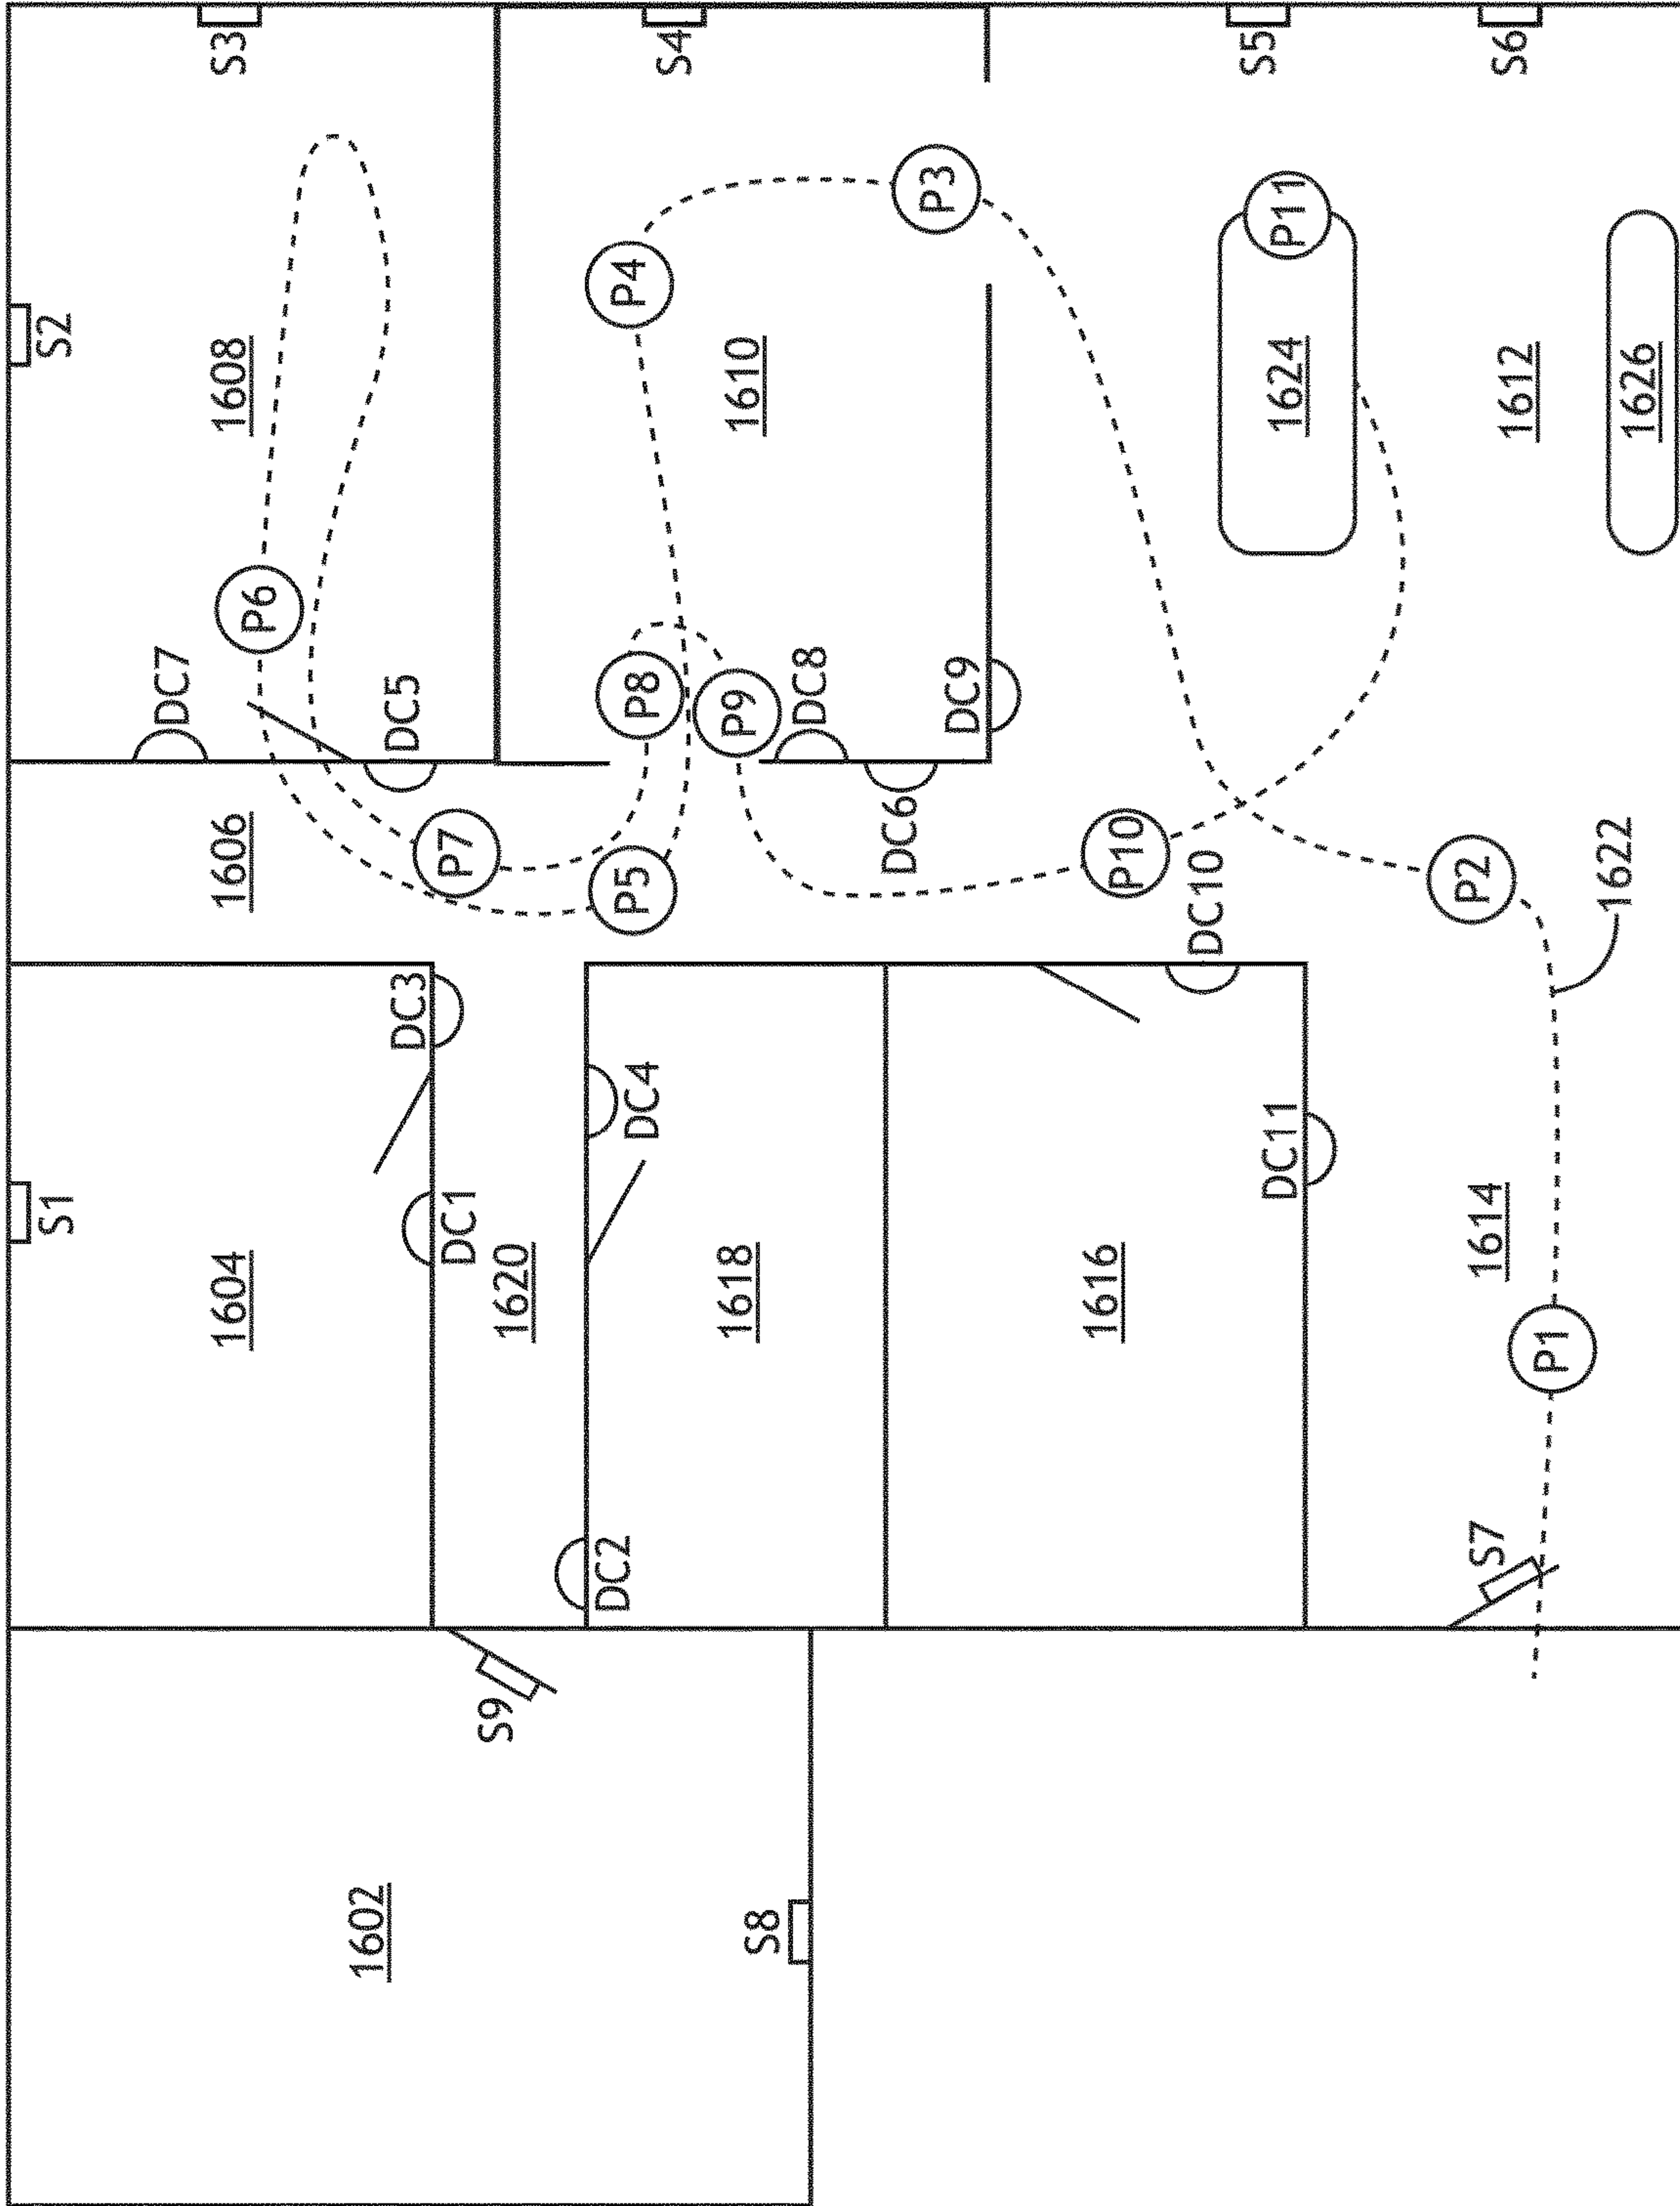 S3
S4
S5
S6
S2
1608
P6
DC7
DC5
P3
P4
1610
P11
1624
1612
1626
P8
P9
DC8
DC9
1606
P7
P5
DC6
P10
DC10
P2
1622
DC3
DC4
S1
1604
DC1
1620
1618
1616
DC11
1614
P1
DC2
S7
S9
1602
S8